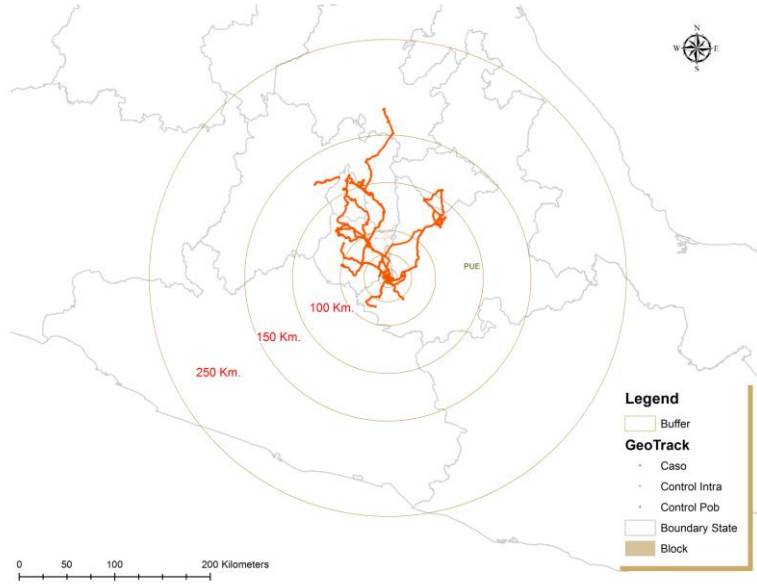 N
W E
S
PUE
100 Km.
150 Km.
250 Km.
Legend
Buffer
GeoTrack
Caso
Control Intra
Control Pob
Boundary State
Block
0 50 100 200 Kilometers